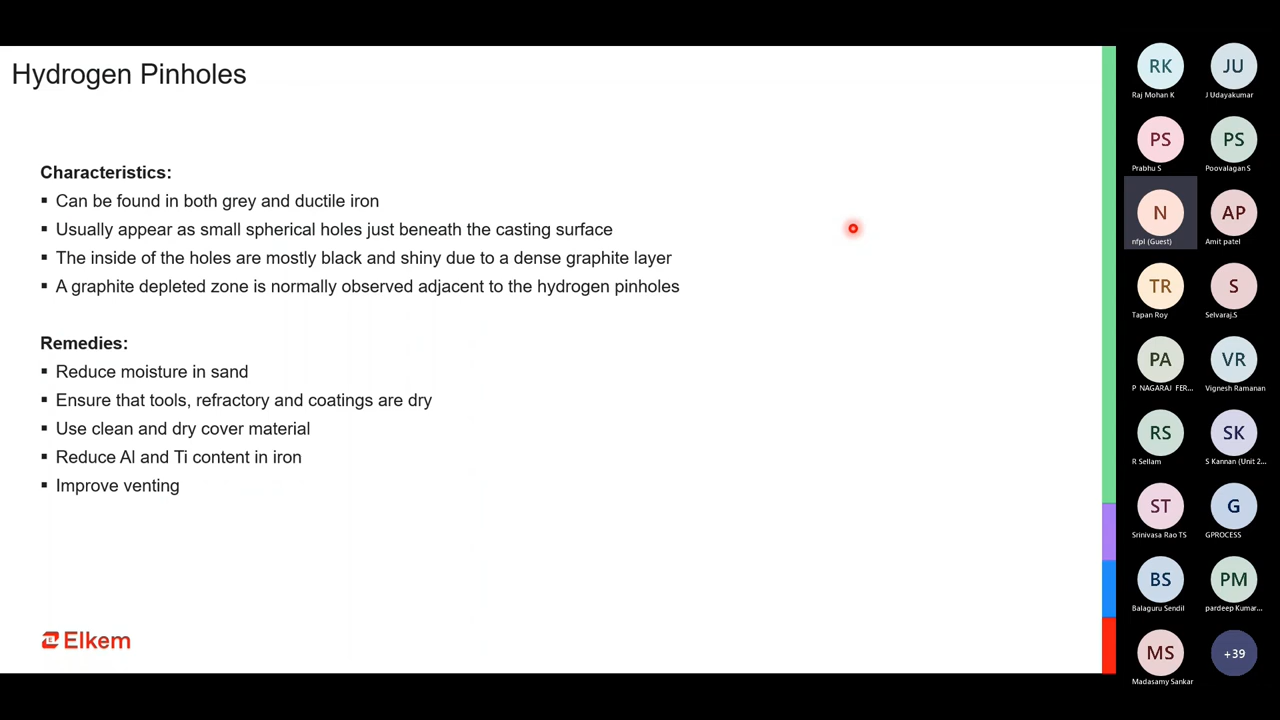 Hydrogen Pinholes
Characteristics:
▪ Can be found in both grey and ductile iron
▪ Usually appear as small spherical holes just beneath the casting surface
▪ The inside of the holes are mostly black and shiny due to a dense graphite layer
▪ A graphite depleted zone is normally observed adjacent to the hydrogen pinholes
Remedies:
▪ Reduce moisture in sand
▪ Ensure that tools, refractory and coatings are dry
▪ Use clean and dry cover material
▪ Reduce Al and Ti content in iron
▪ Improve venting
Elkem
RK JU
Raj Mohan K J Udayakumar
PS PS
Prabhu S Poovalagan S
N AP
nfpl (Guest) Amit patel
TR S
Tapan Roy Selvaraj.S
PA VR
P NAGARAJ FER... Vignesh Ramanan
RS SK
R Sellam S Kannan (Unit 2...
ST G
Srinivasa Rao TS GPROCESS
BS PM
Balaguru Sendil pardeep Kumar...
MS +39
Madasamy Sankar